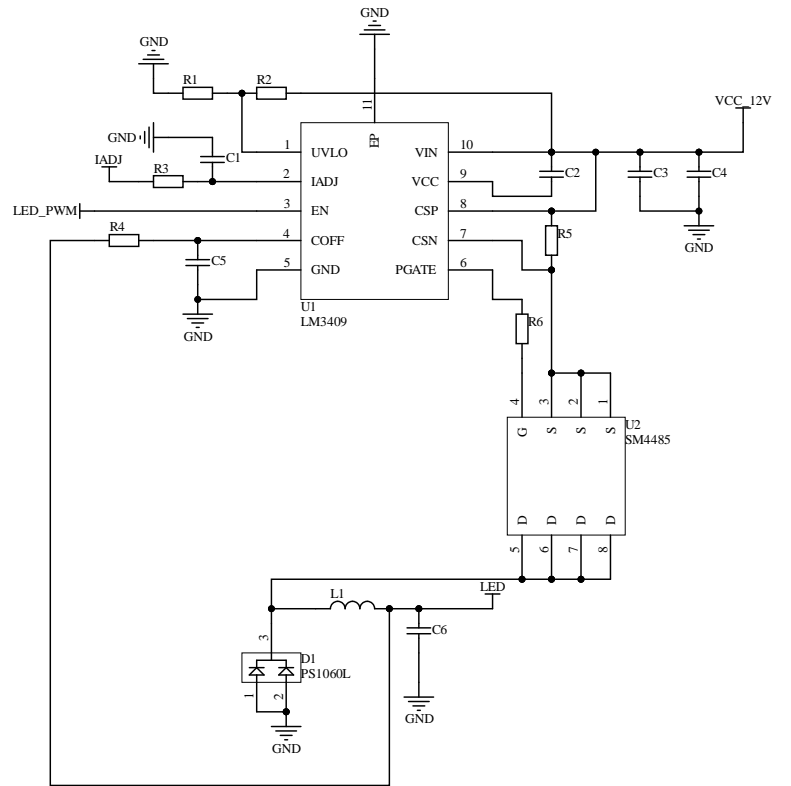 GND
GND
R1
R2
11
EP
VCC_12V
GND
C1
IADJ
R3
1
UVLO
VIN
10
2
IADJ
VCC
9
C2
C3
C4
LED_PWM
3
EN
CSP
8
R4
4
COFF
CSN
7
R5
GND
C5
5
GND
PGATE
6
U1
LM3409
GND
R6
4
3
2
1
G
S
S
S
U2
SM4485
D
D
D
D
5
6
7
8
LED
L1
C6
3
D1
PS1060L
1
2
GND
GND